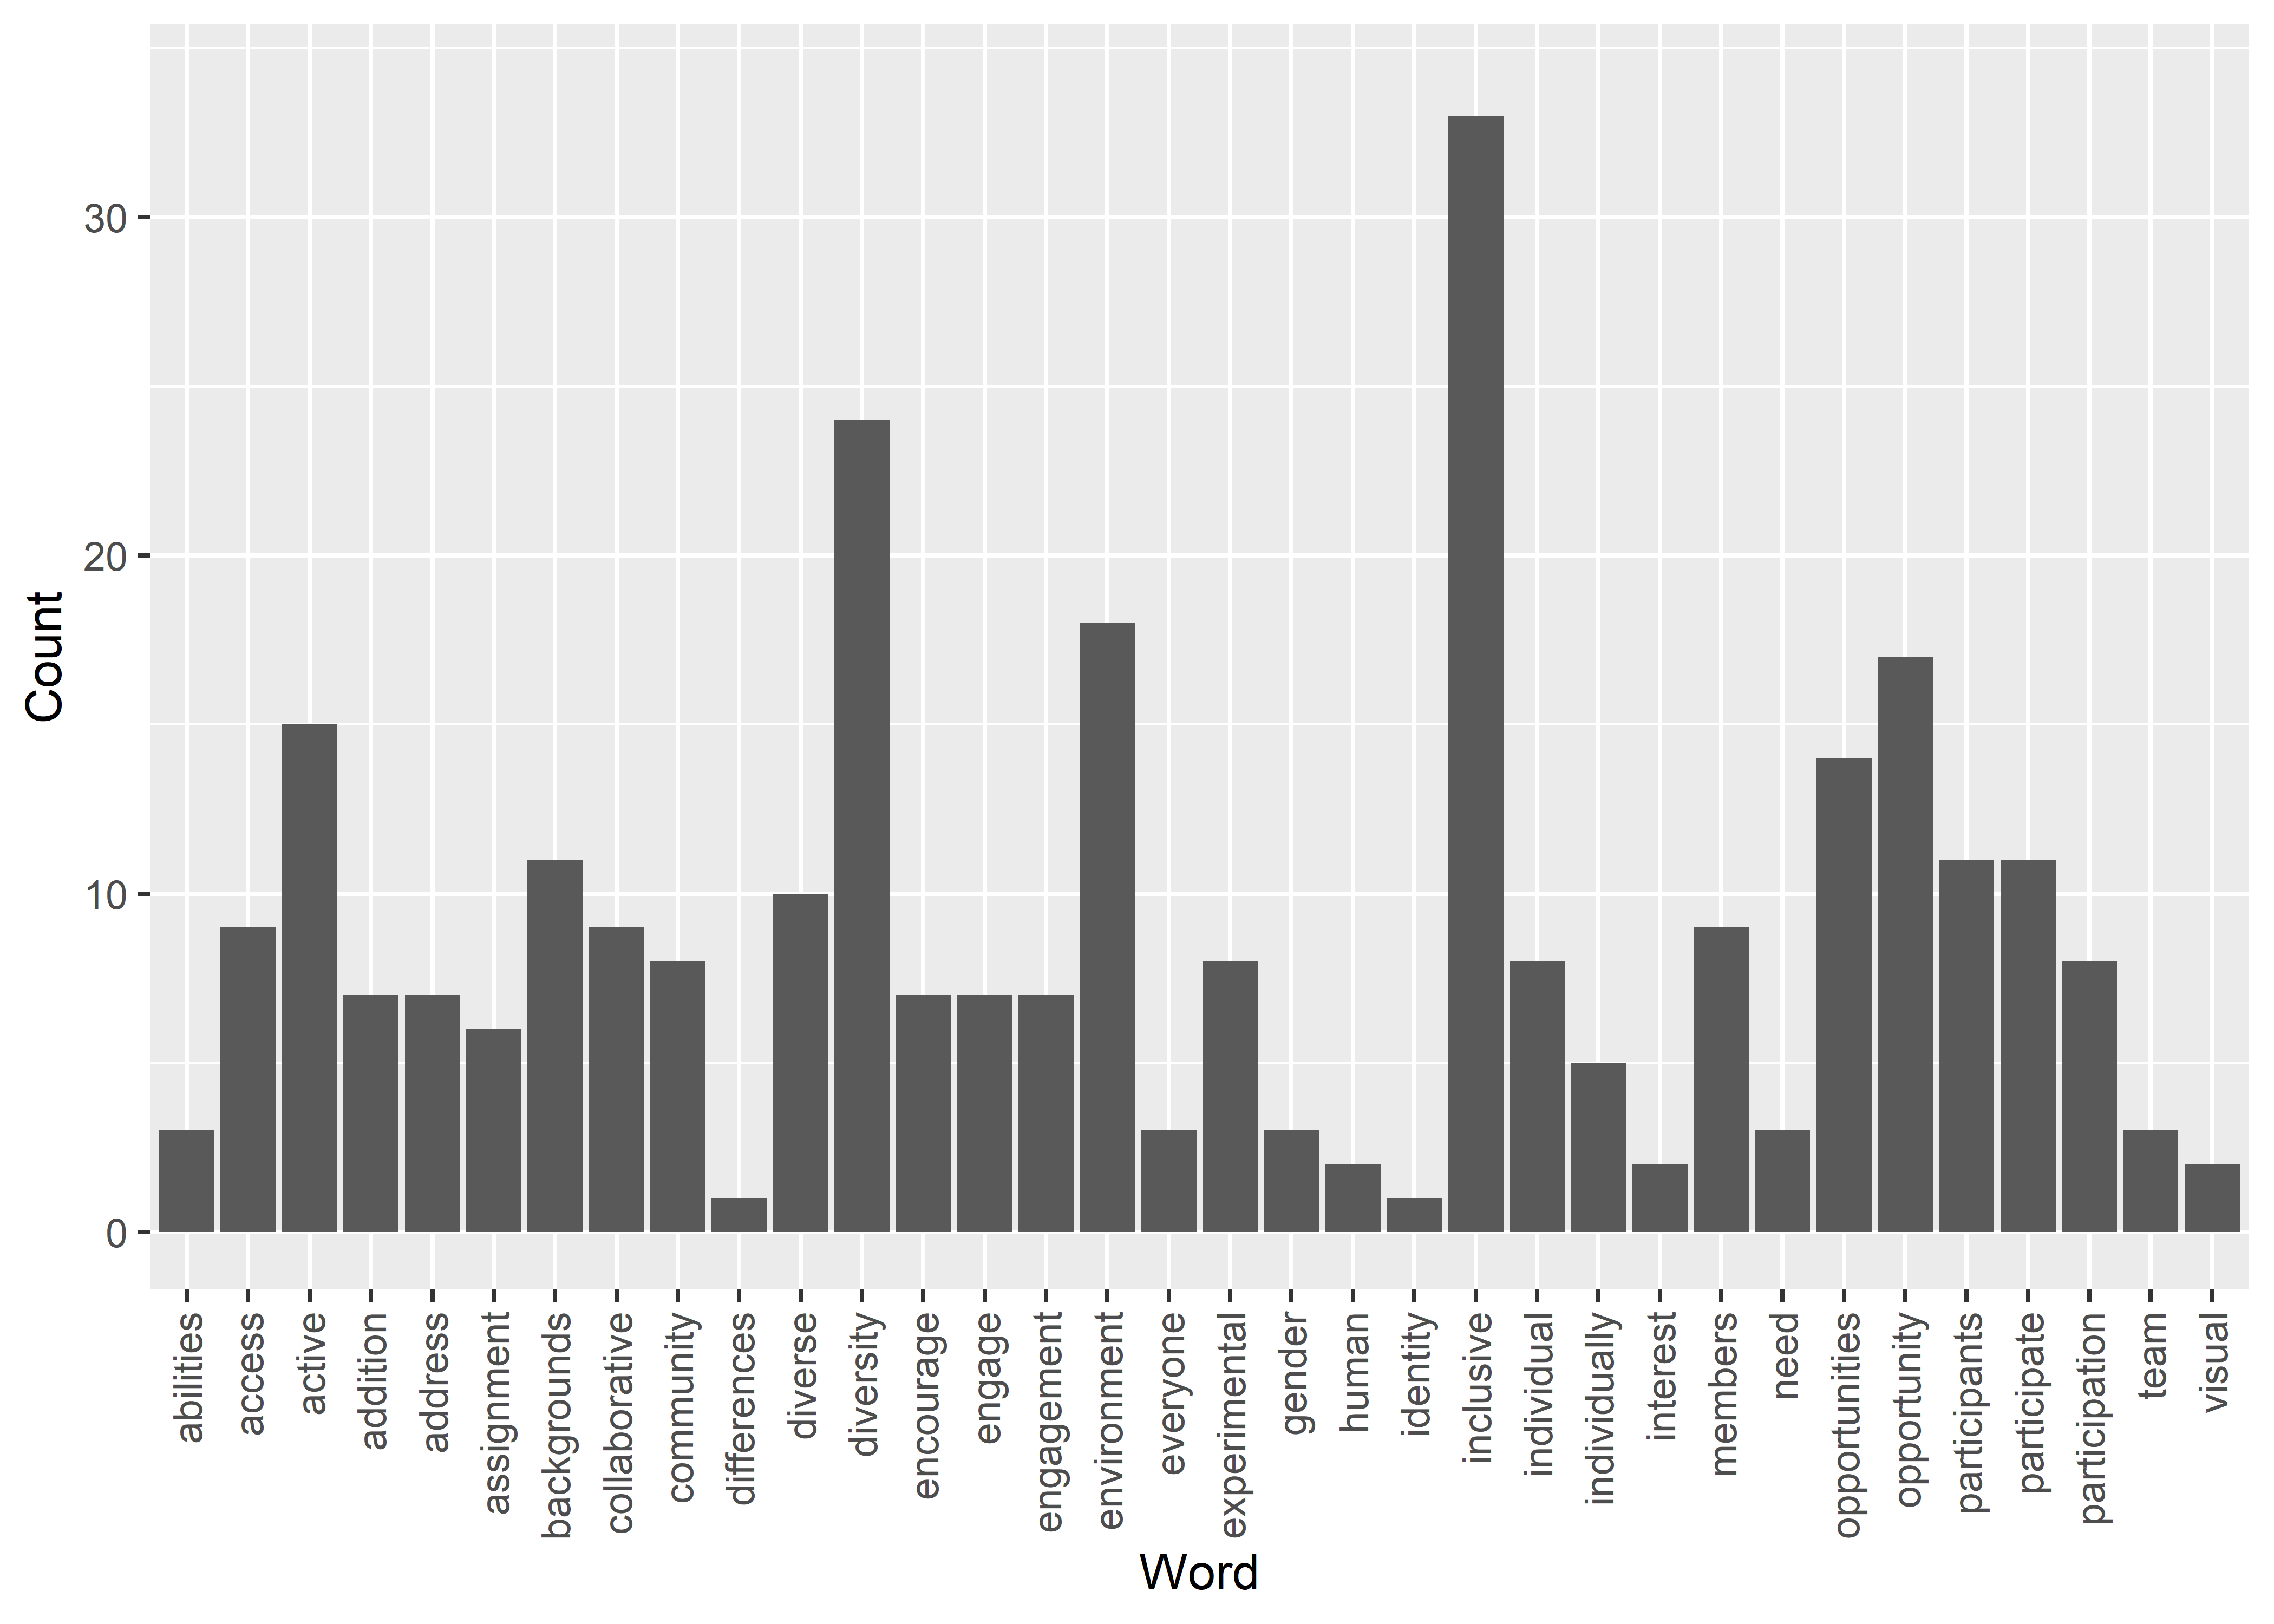 Count
30
20
10
0
abilities
access
active
addition
address
assignment
backgrounds
collaborative
community
differences
diverse
diversity
encourage
engage
engagement
environment
everyone
experimental
gender
human
identity
inclusive
individual
individually
interest
members
need
opportunities
opportunity
participants
participate
participation
team
visual
Word